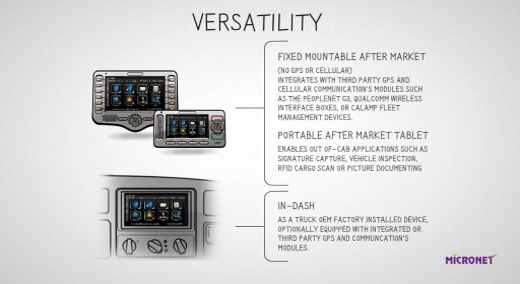 VERSATILITY
FIXED MOUNTABLE AFTER MARKET
(NO GPS OR CELLULAR)
INTEGRATES WITH THIRD PARTY GPS AND
CELLULAR COMMUNICATION'S MODULES SUCH
AS THE PEOPLENET G3, QUALCOMM WIRELESS
INTERFACE BOXES, OR CALAMP FLEET
MANAGEMENT DEVICES.
PORTABLE AFTER MARKET TABLET
ENABLES OUT OF-CAB APPLICATIONS SUCH AS
SIGNATURE CAPTURE, VEHICLE INSPECTION,
RFID CARGO SCAN OR PICTURE DOCUMENTING
IN-DASH
AS A TRUCK OEM FACTORY INSTALLED DEVICE,
OPTIONALLY EQUIPPED WITH INTEGRATED OR
THIRD PARTY GPS AND COMMUNCATION'S
MODULES.
MICRONET